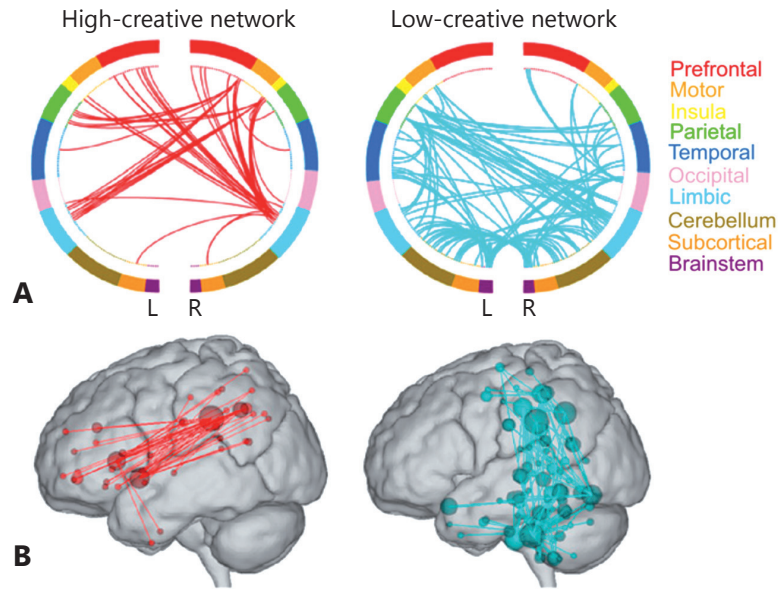 High-creative network
Low-creative network
Prefrontal
Motor
Insula
Parietal
Temporal
Occipital
Limbic
Cerebellum
Subcortical
Brainstem
A
L R
L R
B